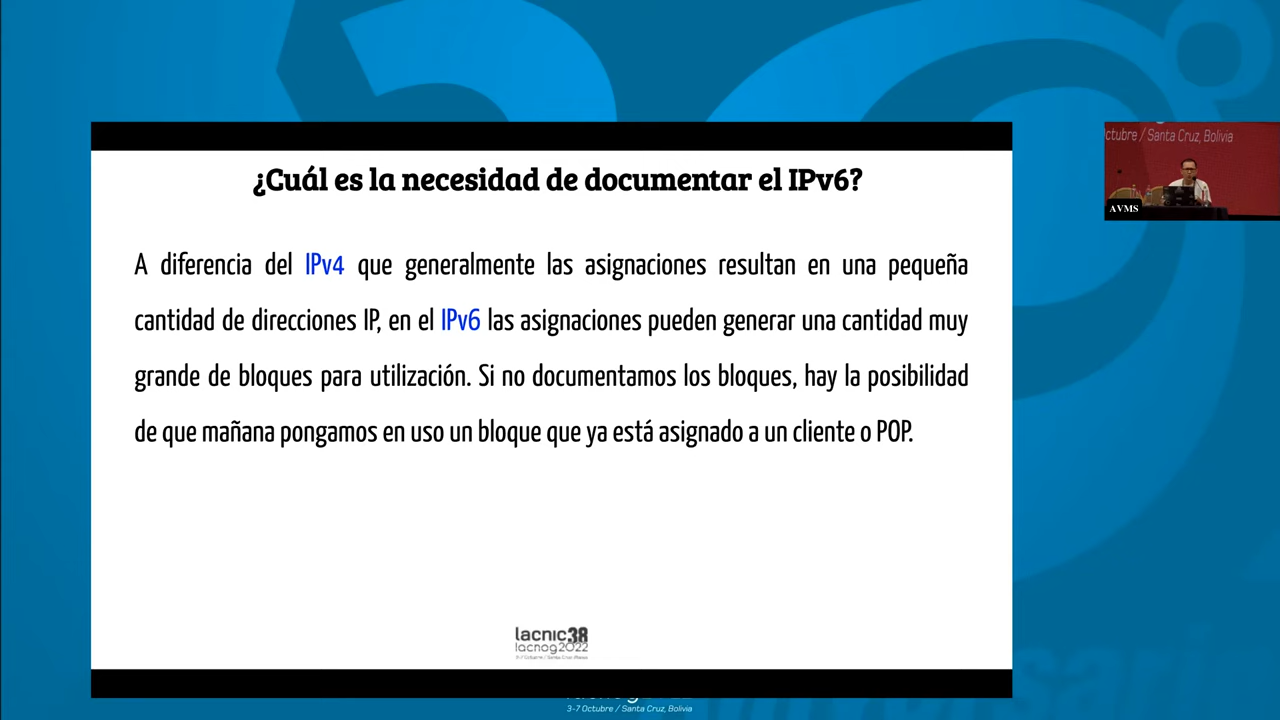 ¿Cuál es la necesidad de documentar el IPv6?
A diferencia del IPv4 que generalmente las asignaciones resultan en una pequeña
cantidad de direcciones IP, en el IPv6 las asignaciones pueden generar una cantidad muy
grande de bloques para utilización. Si no documentamos los bloques, hay la posibilidad
de que mañana pongamos en uso un bloque que ya está asignado a un cliente o POP.
lacnic38
lacnog2022
ctubre / Santa Cruz, Bolivia
AVMS
3-7 Octubre / Santa Cruz, Bolivia